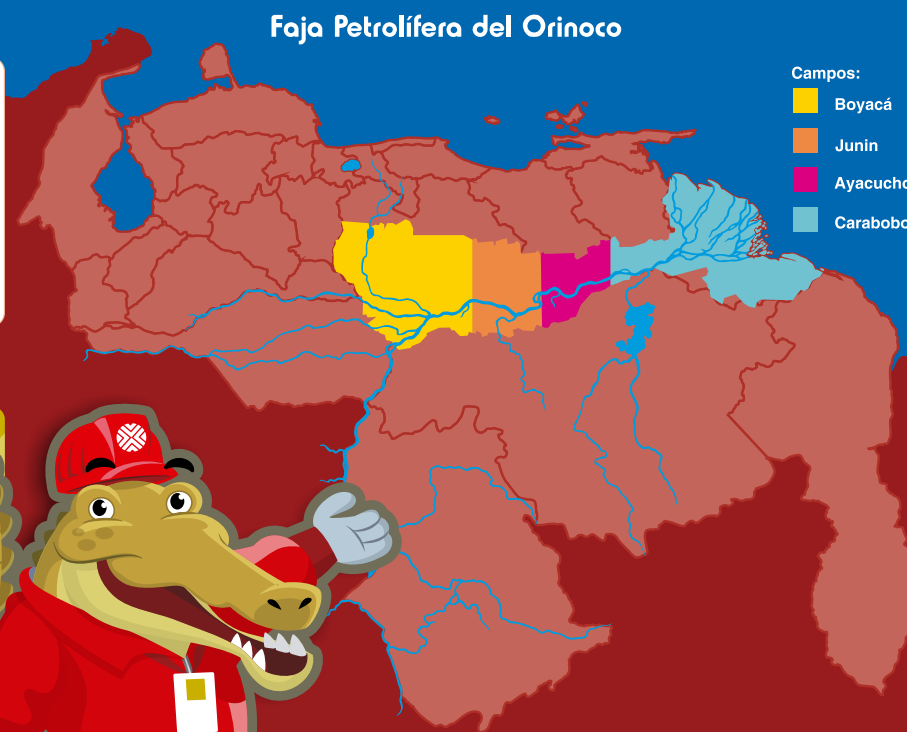 Faja Petrolífera del Orinoco
Campos:
Boyacá
Junin
Ayacucho
Carabobo